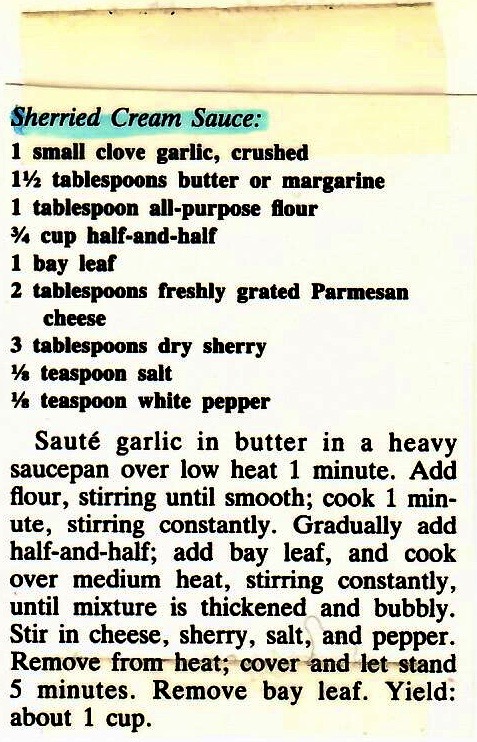 Sherried Cream Sauce:
1 small clove garlic, crushed
1½ tablespoons butter or margarine
1 tablespoon all-purpose flour
¾ cup half-and-half
1 bay leaf
2 tablespoons freshly grated Parmesan
cheese
3 tablespoons dry sherry
⅛ teaspoon salt
⅛ teaspoon white pepper
Sauté garlic in butter in a heavy
saucepan over low heat 1 minute. Add
flour, stirring until smooth; cook 1 min-
ute, stirring constantly. Gradually add
half-and-half; add bay leaf, and cook
over medium heat, stirring constantly,
until mixture is thickened and bubbly.
Stir in cheese, sherry, salt, and pepper.
Remove from heat; cover and let stand
5 minutes. Remove bay leaf. Yield:
about 1 cup.